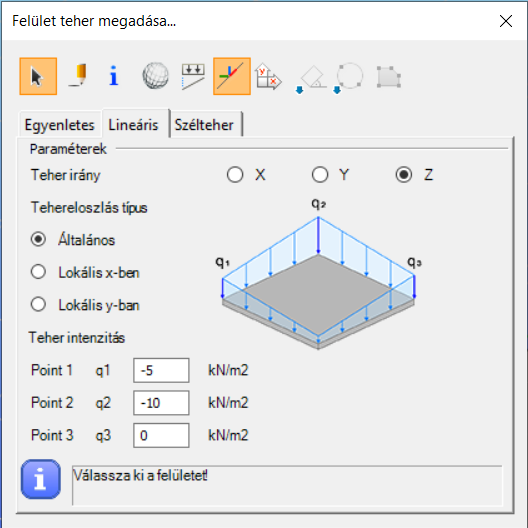 Felület teher megadása...
Egyenletes Lineáris Szélteher
Paraméterek
Teher irány X Y Z
Tehereloszlás típus
Általános
Lokális x-ben
Lokális y-ban
q₂
q₁
q₃
Teher intenzitás
Point 1 q1 -5 kN/m2
Point 2 q2 -10 kN/m2
Point 3 q3 0 kN/m2
Válassza ki a felületet!